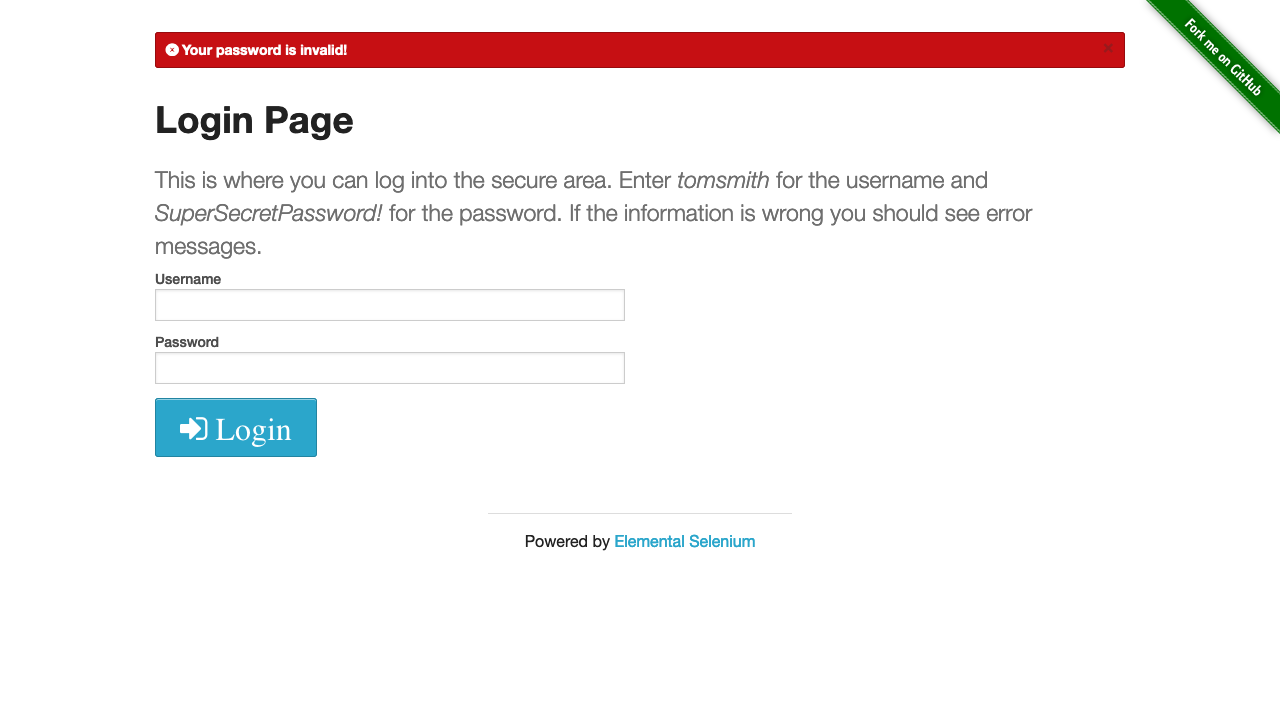 Your password is invalid!
×
Fork me on GitHub
Login Page
This is where you can log into the secure area. Enter tomsmith for the username and
SuperSecretPassword! for the password. If the information is wrong you should see error
messages.
Username
Password
Login
Powered by Elemental Selenium